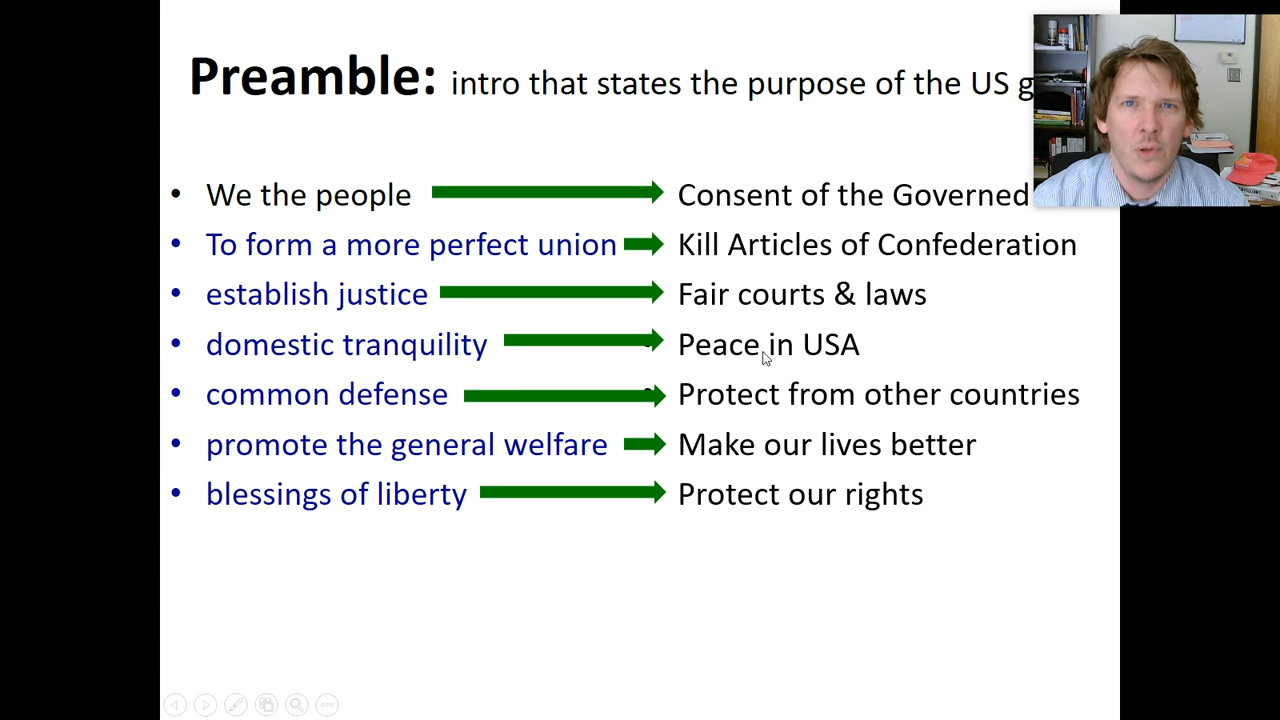 Preamble: intro that states the purpose of the US g
We the people → Consent of the Governed
To form a more perfect union → Kill Articles of Confederation
establish justice → Fair courts & laws
domestic tranquility → Peace in USA
common defense → Protect from other countries
promote the general welfare → Make our lives better
blessings of liberty → Protect our rights